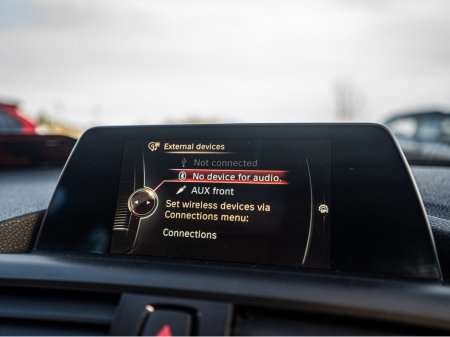 External devices
Not connected
No device for audio.
AUX front
Set wireless devices via
Connections menu:
Connections